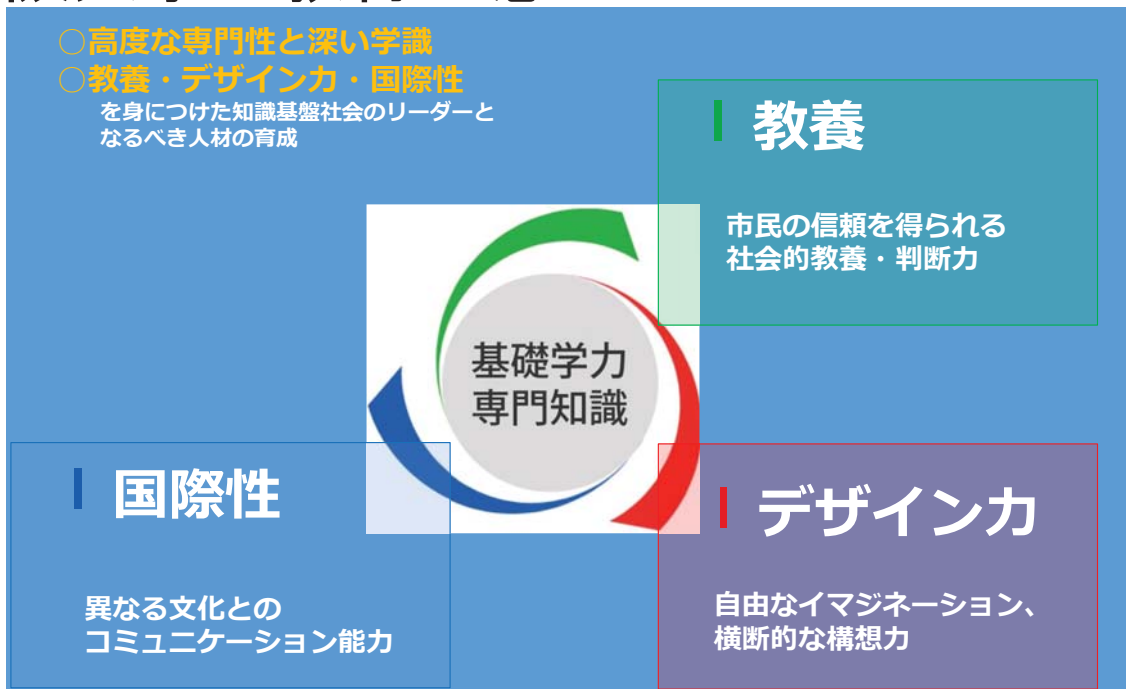 ○高度な専門性と深い学識
○教養・デザイン力・国際性
を身につけた知識基盤社会のリーダーと
なるべき人材の育成
教養
市民の信頼を得られる
社会的教養・判断力
基礎学力
専門知識
国際性
異なる文化との
コミュニケーション能力
デザイン力
自由なイマジネーション、
横断的な構想力